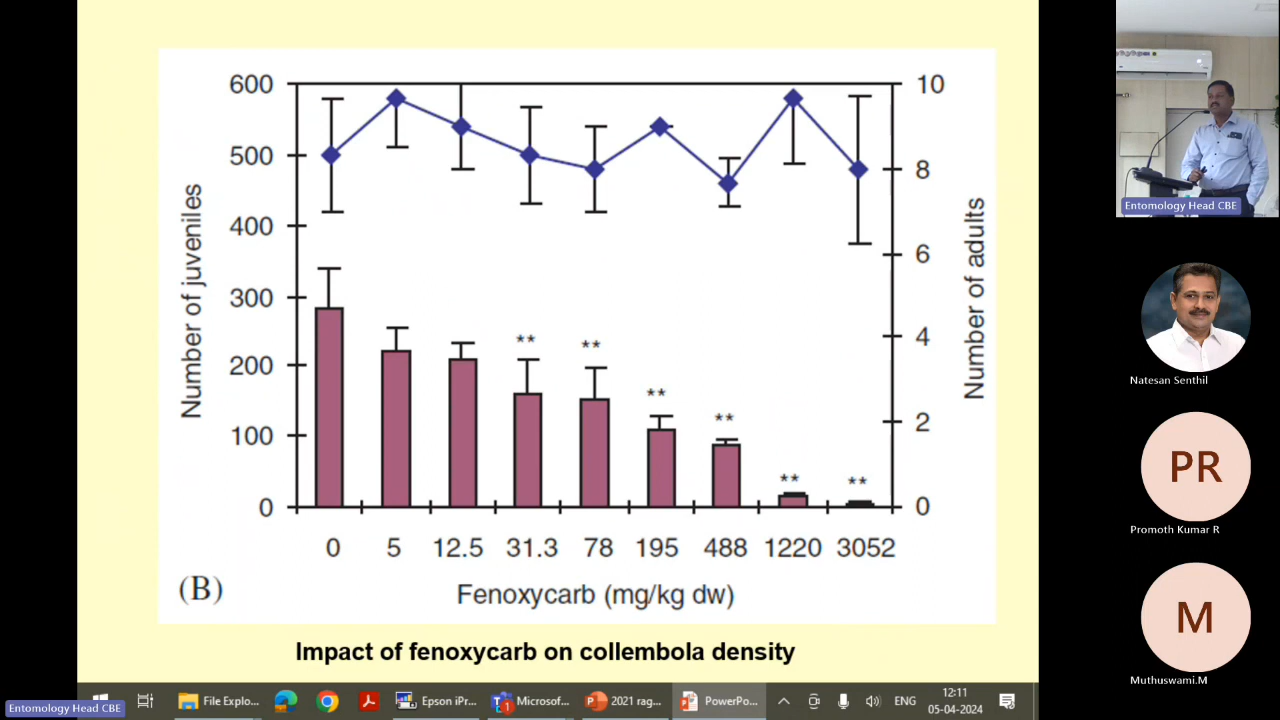 600
500
400
300
200
100
0
Number of juveniles
10
8
6
4
2
0
Number of adults
**
**
**
**
**
**
0 5 12.5 31.3 78 195 488 1220 3052
(B)
Fenoxycarb (mg/kg dw)
Impact of fenoxycarb on collembola density
Entomology Head CBE
Natesan Senthil
PR
Promoth Kumar R
M
Muthuswami.M
Entomology Head CBE
File Explo...
Epson iPr...
1
Microsof...
2021 rag...
PowerPo...
ENG
12:11
05-04-2024